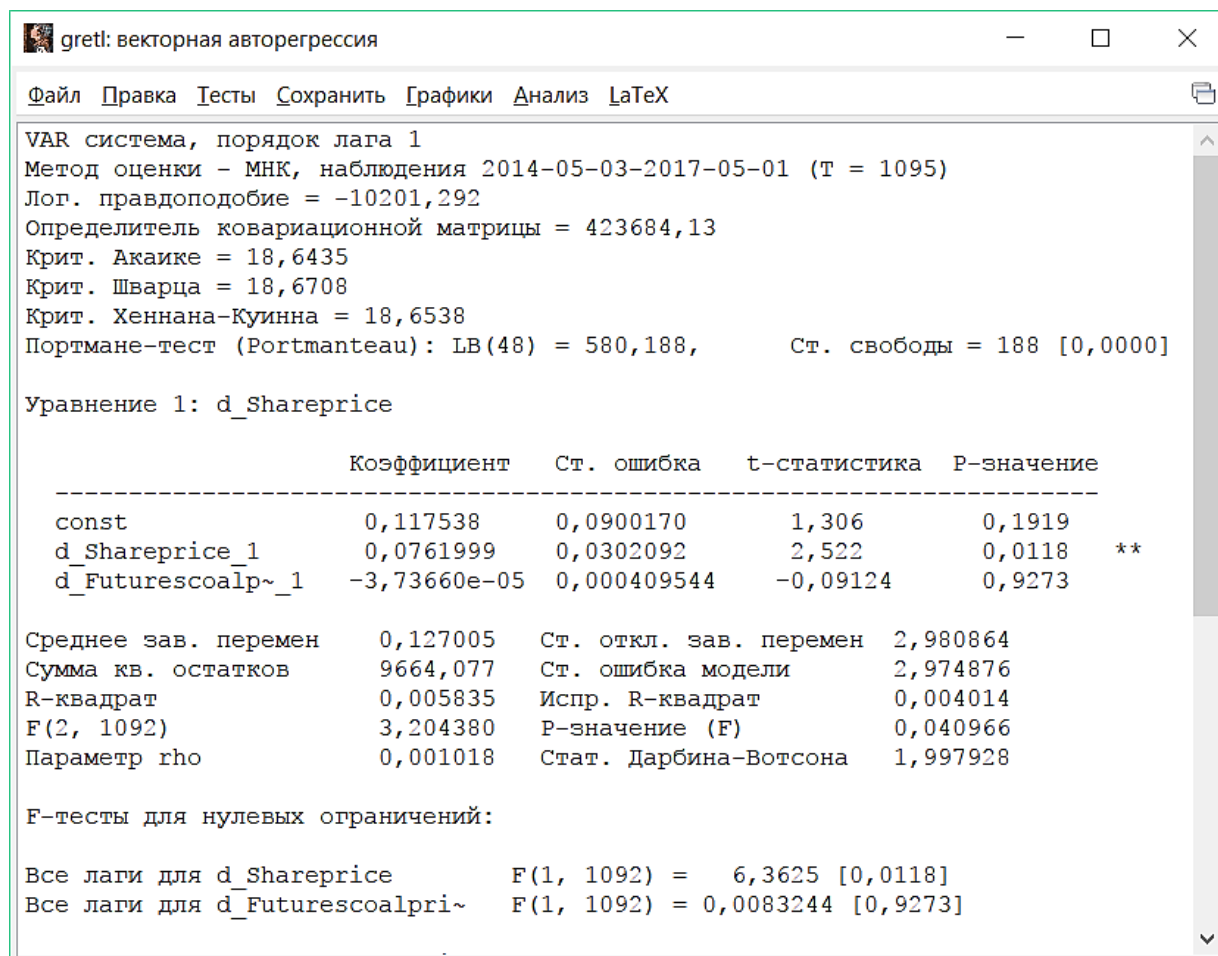 gretl: векторная авторегрессия
Файл Правка Тесты Сохранить Графики Анализ LaTeX
VAR система, порядок лага 1
Метод оценки - МНК, наблюдения 2014-05-03-2017-05-01 (T = 1095)
Лог. правдоподобие = -10201,292
Определитель ковариационной матрицы = 423684,13
Крит. Акаике = 18,6435
Крит. Шварца = 18,6708
Крит. Хеннана-Куинна = 18,6538
Портмане-тест (Portmanteau): LB(48) = 580,188, Ст. свободы = 188 [0,0000]
Уравнение 1: d_Shareprice
Коэффициент Ст. ошибка t-статистика P-значение
---------------------------------------------------------------------------
const 0,117538 0,0900170 1,306 0,1919
d_Shareprice_1 0,0761999 0,0302092 2,522 0,0118 **
d_Futurescoalp~_1 -3,73660e-05 0,000409544 -0,09124 0,9273
Среднее зав. перемен 0,127005 Ст. откл. зав. перемен 2,980864
Сумма кв. остатков 9664,077 Ст. ошибка модели 2,974876
R-квадрат 0,005835 Испр. R-квадрат 0,004014
F(2, 1092) 3,204380 P-значение (F) 0,040966
Параметр rho 0,001018 Стат. Дарбина-Вотсона 1,997928
F-тесты для нулевых ограничений:
Все лаги для d_Shareprice F(1, 1092) = 6,3625 [0,0118]
Все лаги для d_Futurescoalpri~ F(1, 1092) = 0,0083244 [0,9273]